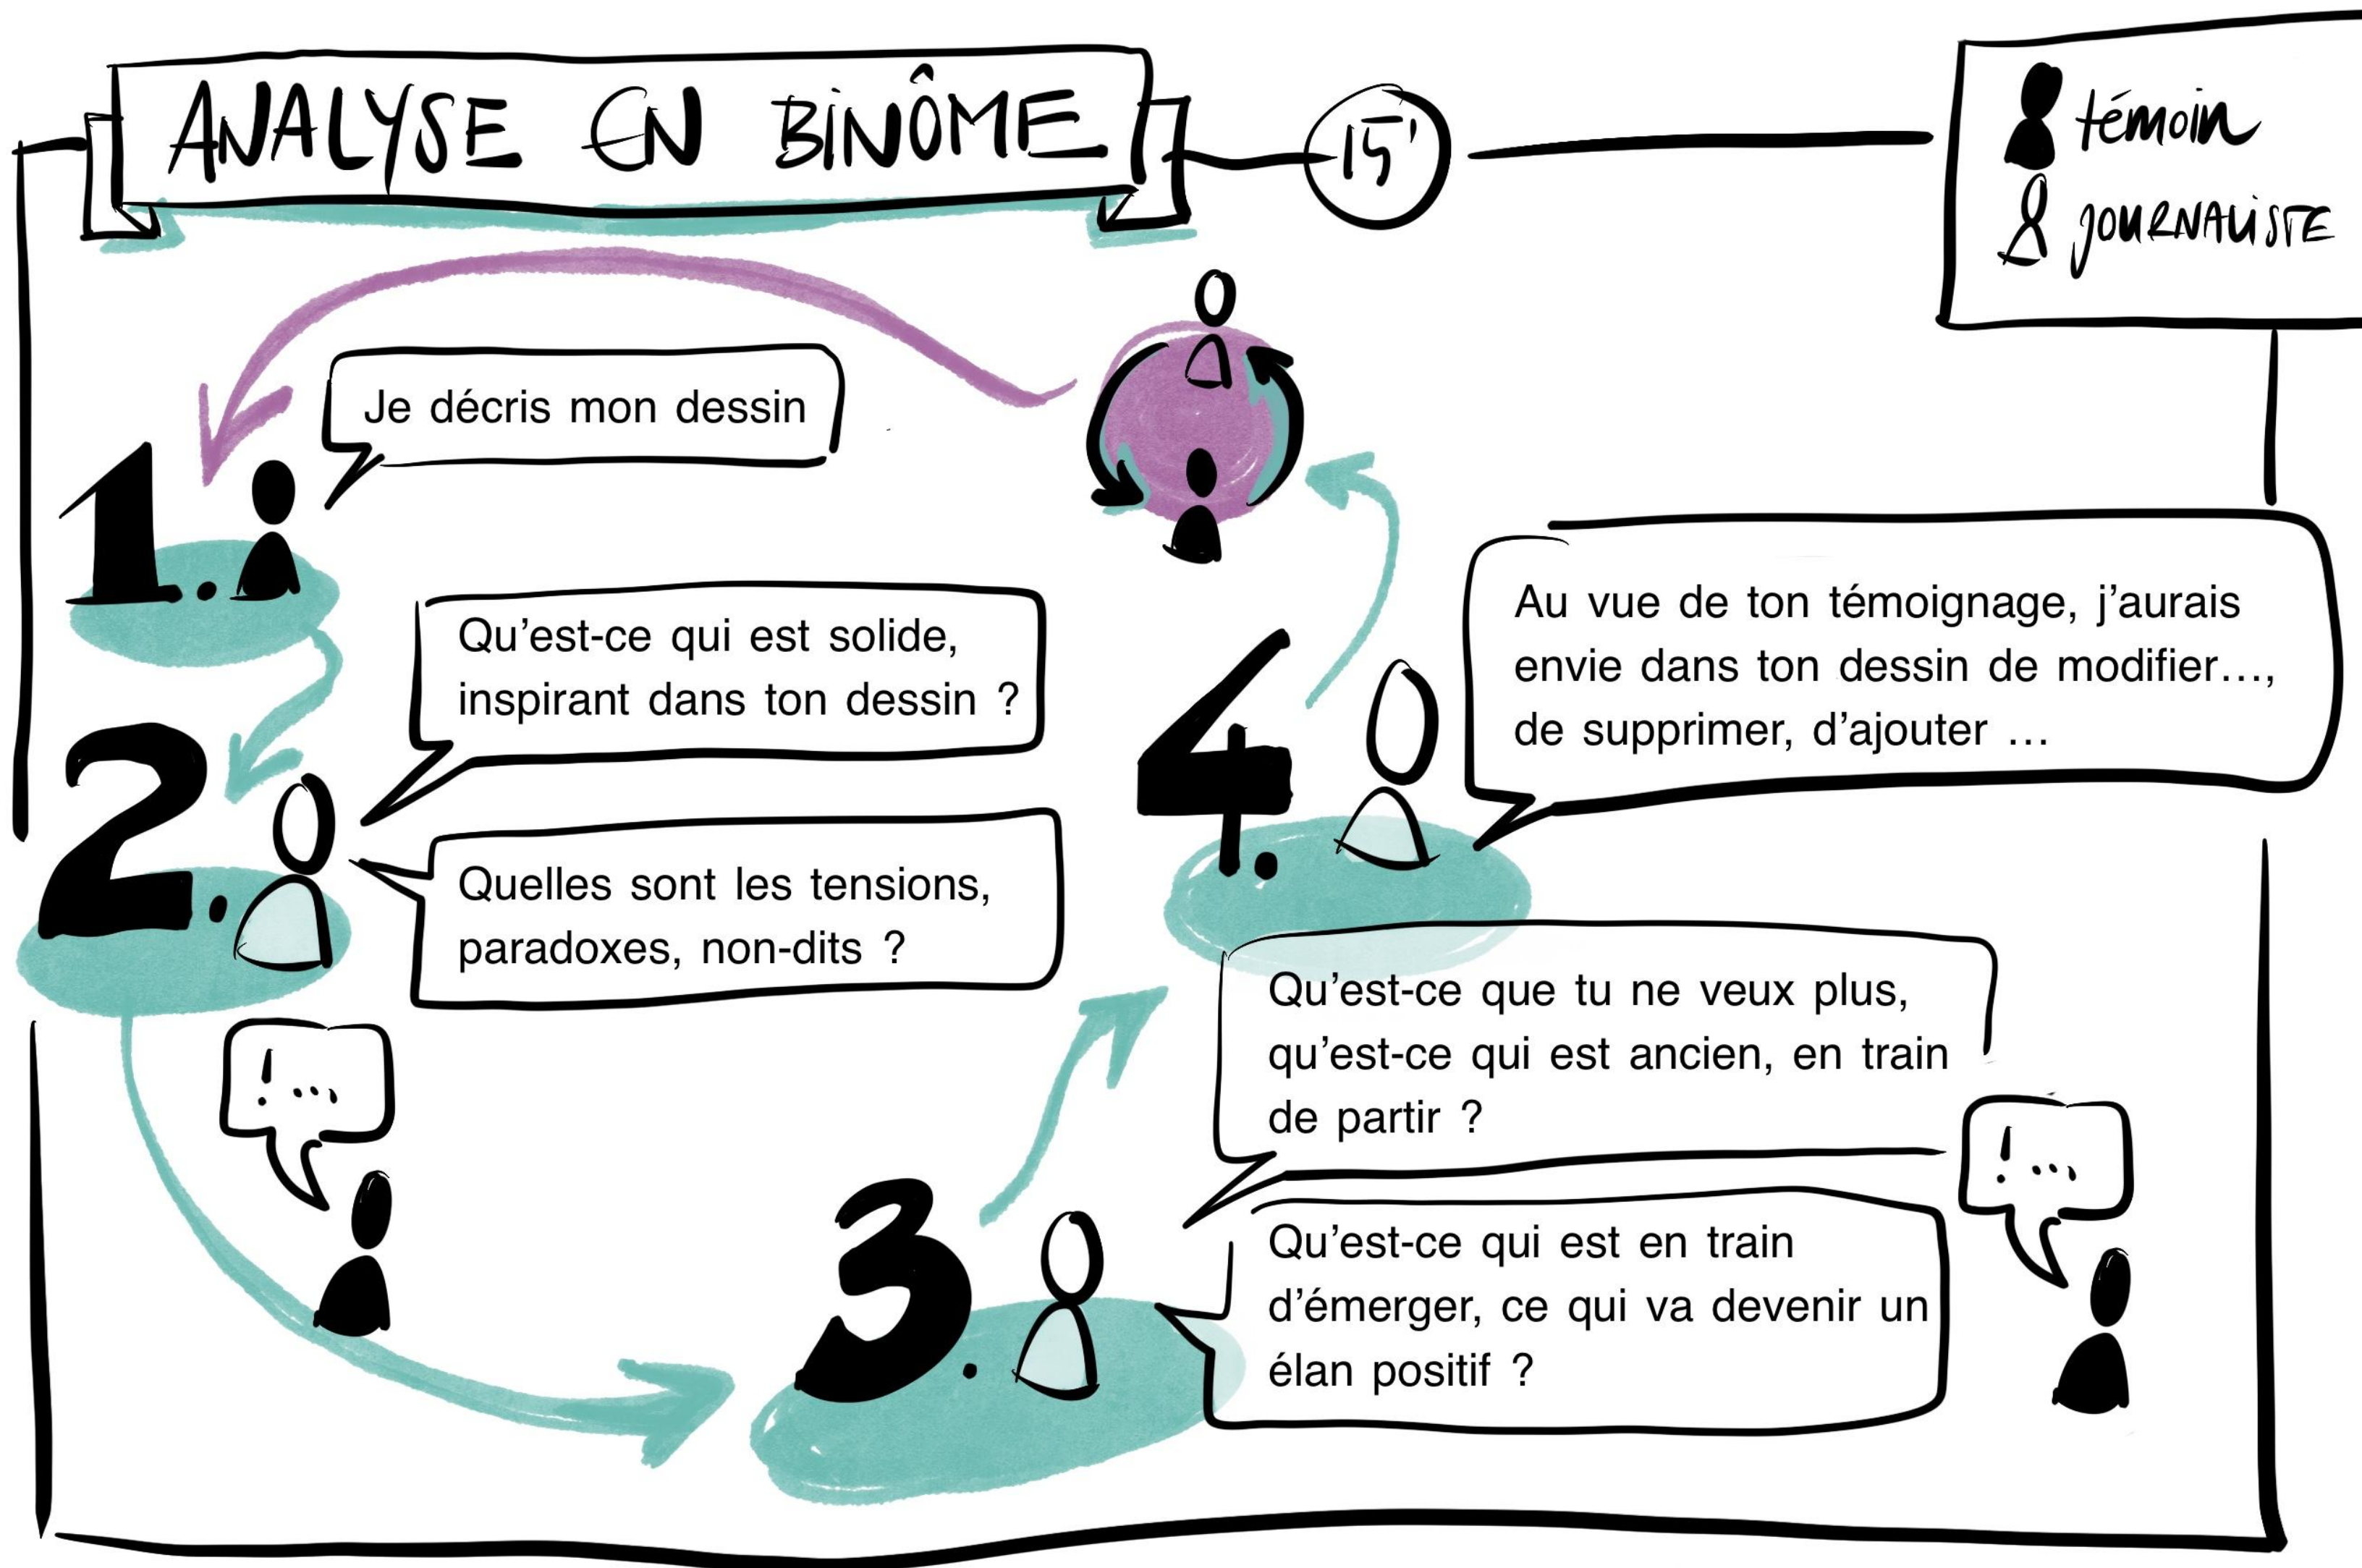 ANALYSE EN BINÔME
15'
témoin
JOURNALISTE
Je décris mon dessin
1.
Qu'est-ce qui est solide,
inspirant dans ton dessin ?
2.
Quelles sont les tensions,
paradoxes, non-dits ?
!...
3.
Qu'est-ce que tu ne veux plus,
qu'est-ce qui est ancien, en train
de partir ?
Qu'est-ce qui est en train
d'émerger, ce qui va devenir un
élan positif ?
!...
4.
Au vue de ton témoignage, j'aurais
envie dans ton dessin de modifier...,
de supprimer, d'ajouter ...